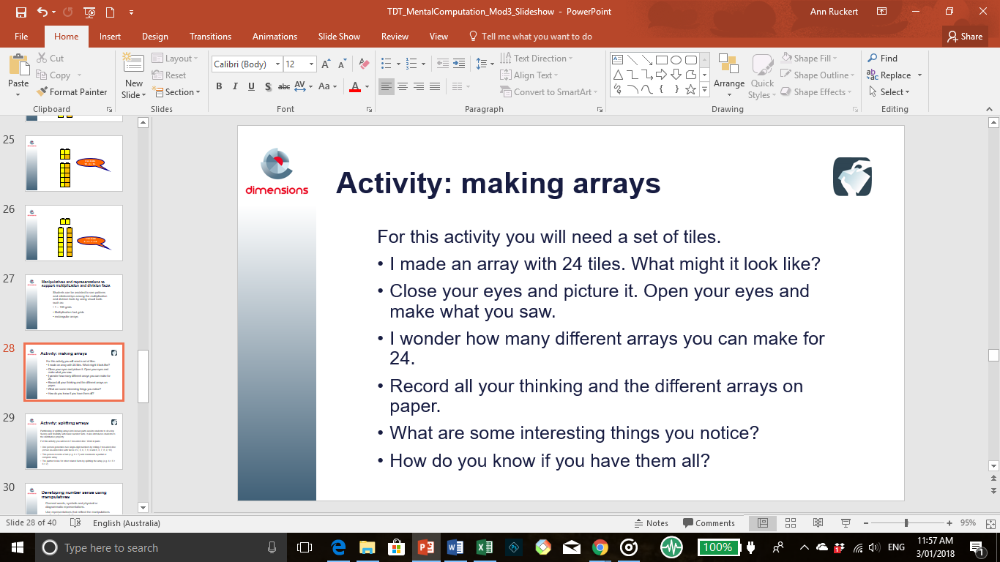 TDT_MentalComputation_Mod3_Slideshow - PowerPoint
Ann Ruckert
File
Home
Insert
Design
Transitions
Animations
Slide Show
Review
View
Tell me what you want to do
Share
Paste
Cut
Copy
Format Painter
Clipboard
New
Slide
Layout
Reset
Section
Slides
Calibri (Body)
12
B I U S abc AV Aa A
Font
Text Direction
Align Text
Convert to SmartArt
Paragraph
Arrange
Quick
Styles
Shape Fill
Shape Outline
Shape Effects
Drawing
Find
Replace
Select
Editing
25
26
27
Manipulatives and representations to
support multiplication and division facts
28
Activity: making arrays
29
Activity: splitting arrays
30
Developing number sense using
manipulatives
dimensions
Activity: making arrays
For this activity you will need a set of tiles.
• I made an array with 24 tiles. What might it look like?
• Close your eyes and picture it. Open your eyes and
make what you saw.
• I wonder how many different arrays you can make for
24.
• Record all your thinking and the different arrays on
paper.
• What are some interesting things you notice?
• How do you know if you have them all?
Slide 28 of 40
English (Australia)
Notes
Comments
95%
Type here to search
100%
ENG
11:57 AM
3/01/2018
1